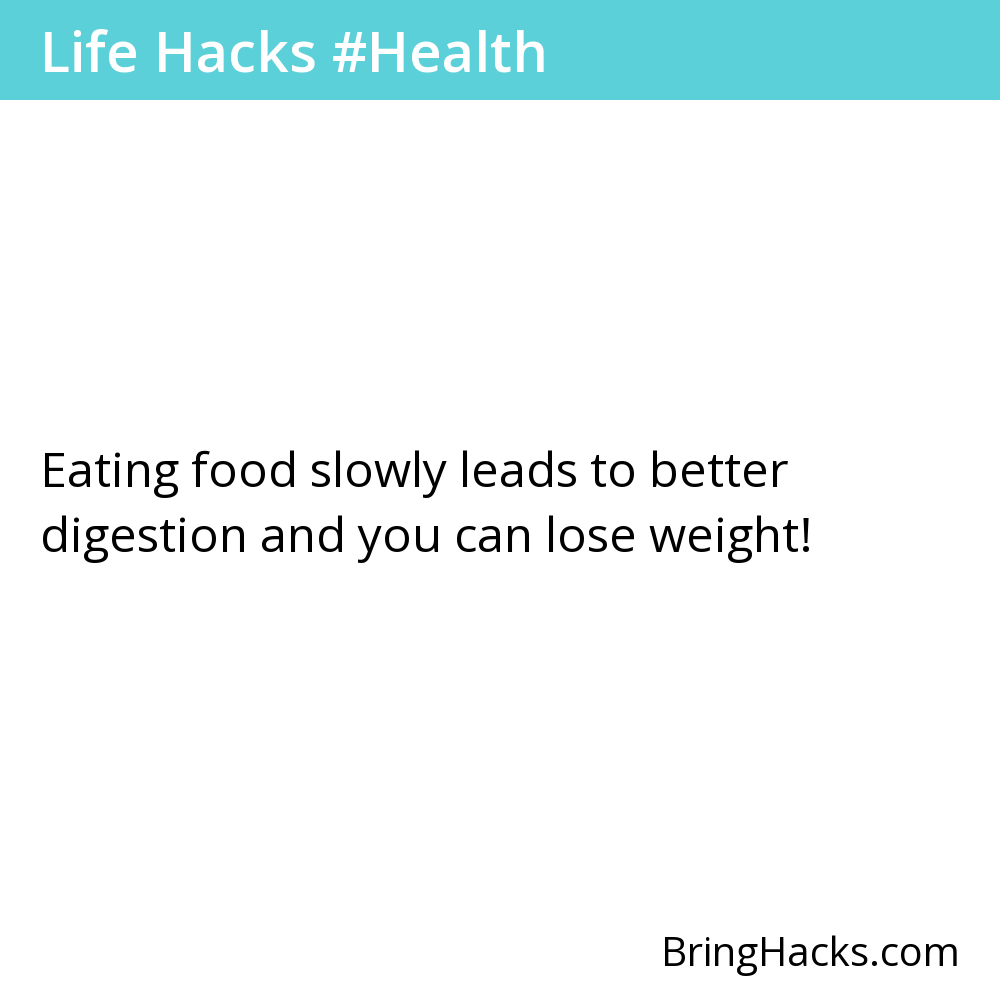 Life Hacks #Health
Eating food slowly leads to better
digestion and you can lose weight!
BringHacks.com